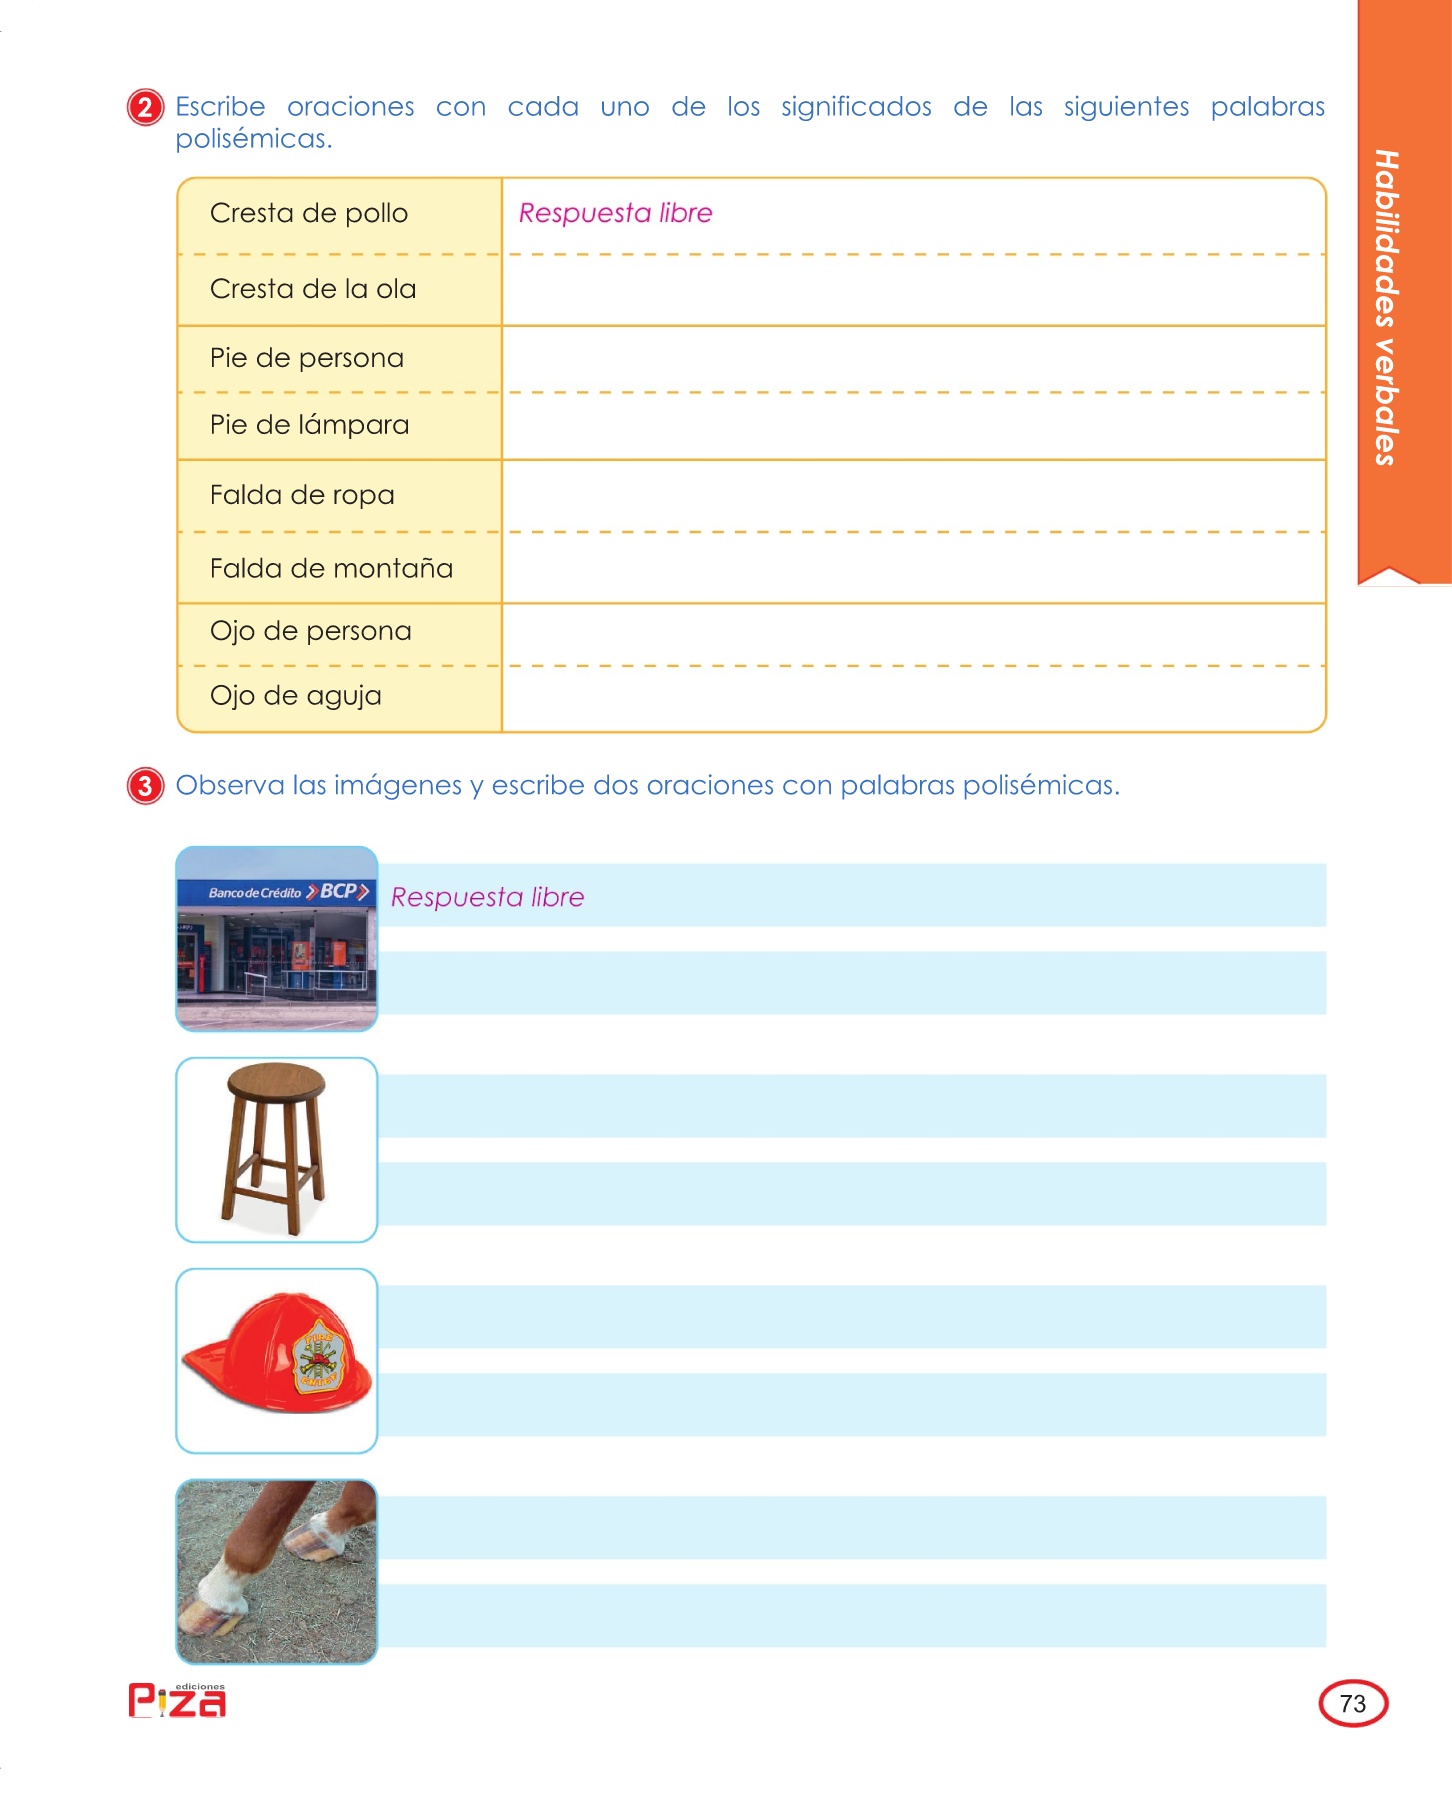 2 Escribe oraciones con cada uno de los significados de las siguientes palabras
polisémicas.
Cresta de pollo
Respuesta libre
Cresta de la ola
Pie de persona
Pie de lámpara
Falda de ropa
Falda de montaña
Ojo de persona
Ojo de aguja
Habilidades verbales
3 Observa las imágenes y escribe dos oraciones con palabras polisémicas.
Banco de Crédito BCP
BCP
Respuesta libre
FIRE
CHIEF
ediciones
Piza
73